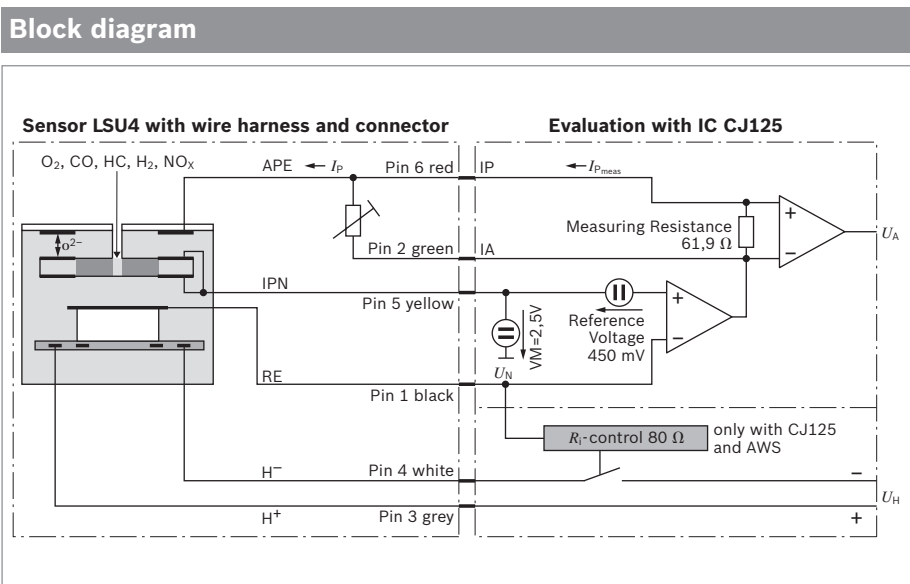 Block diagram
Sensor LSU4 with wire harness and connector
Evaluation with IC CJ125
O₂, CO, HC, H₂, NOX
APE ← IP
Pin 6 red
IP
← IPmeas
O²⁻
Measuring Resistance
61,9 Ω
+
−
UA
Pin 2 green
IA
IPN
Pin 5 yellow
Reference
Voltage
450 mV
+
−
VM=2,5V
UN
RE
Pin 1 black
Ri-control 80 Ω
only with CJ125
and AWS
H⁻
Pin 4 white
−
UH
H⁺
Pin 3 grey
+